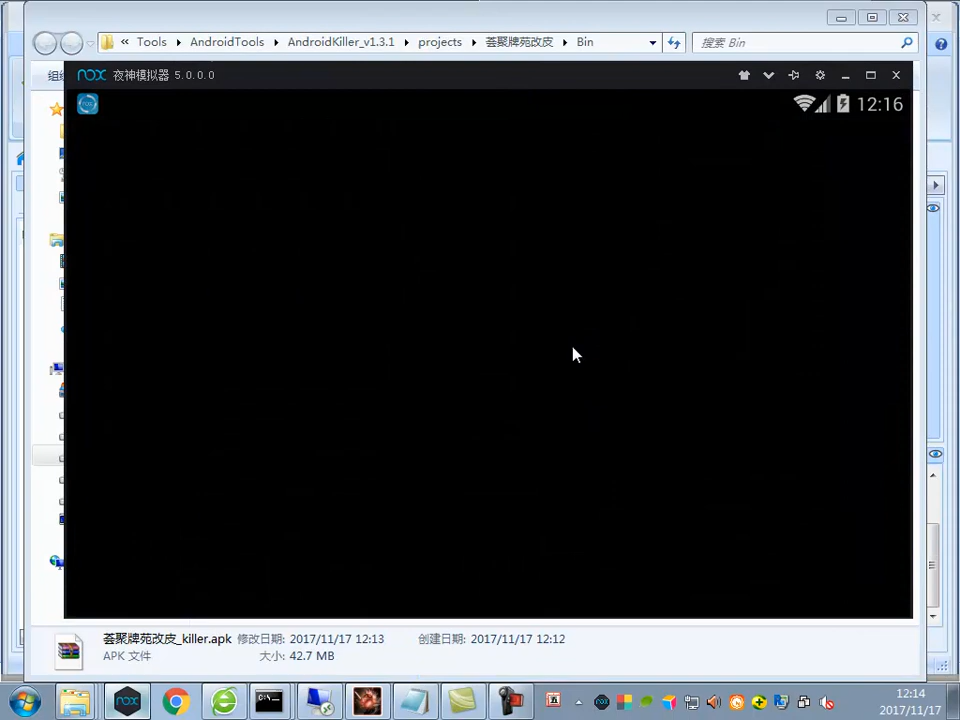 « Tools ▸ AndroidTools ▸ AndroidKiller_v1.3.1 ▸ projects ▸ 荟聚牌苑改皮 ▸ Bin
搜索 Bin
nox 夜神模拟器 5.0.0.0
12:16
荟聚牌苑改皮_killer.apk 修改日期: 2017/11/17 12:13 创建日期: 2017/11/17 12:12
APK 文件 大小: 42.7 MB
nox
12:14
2017/11/17